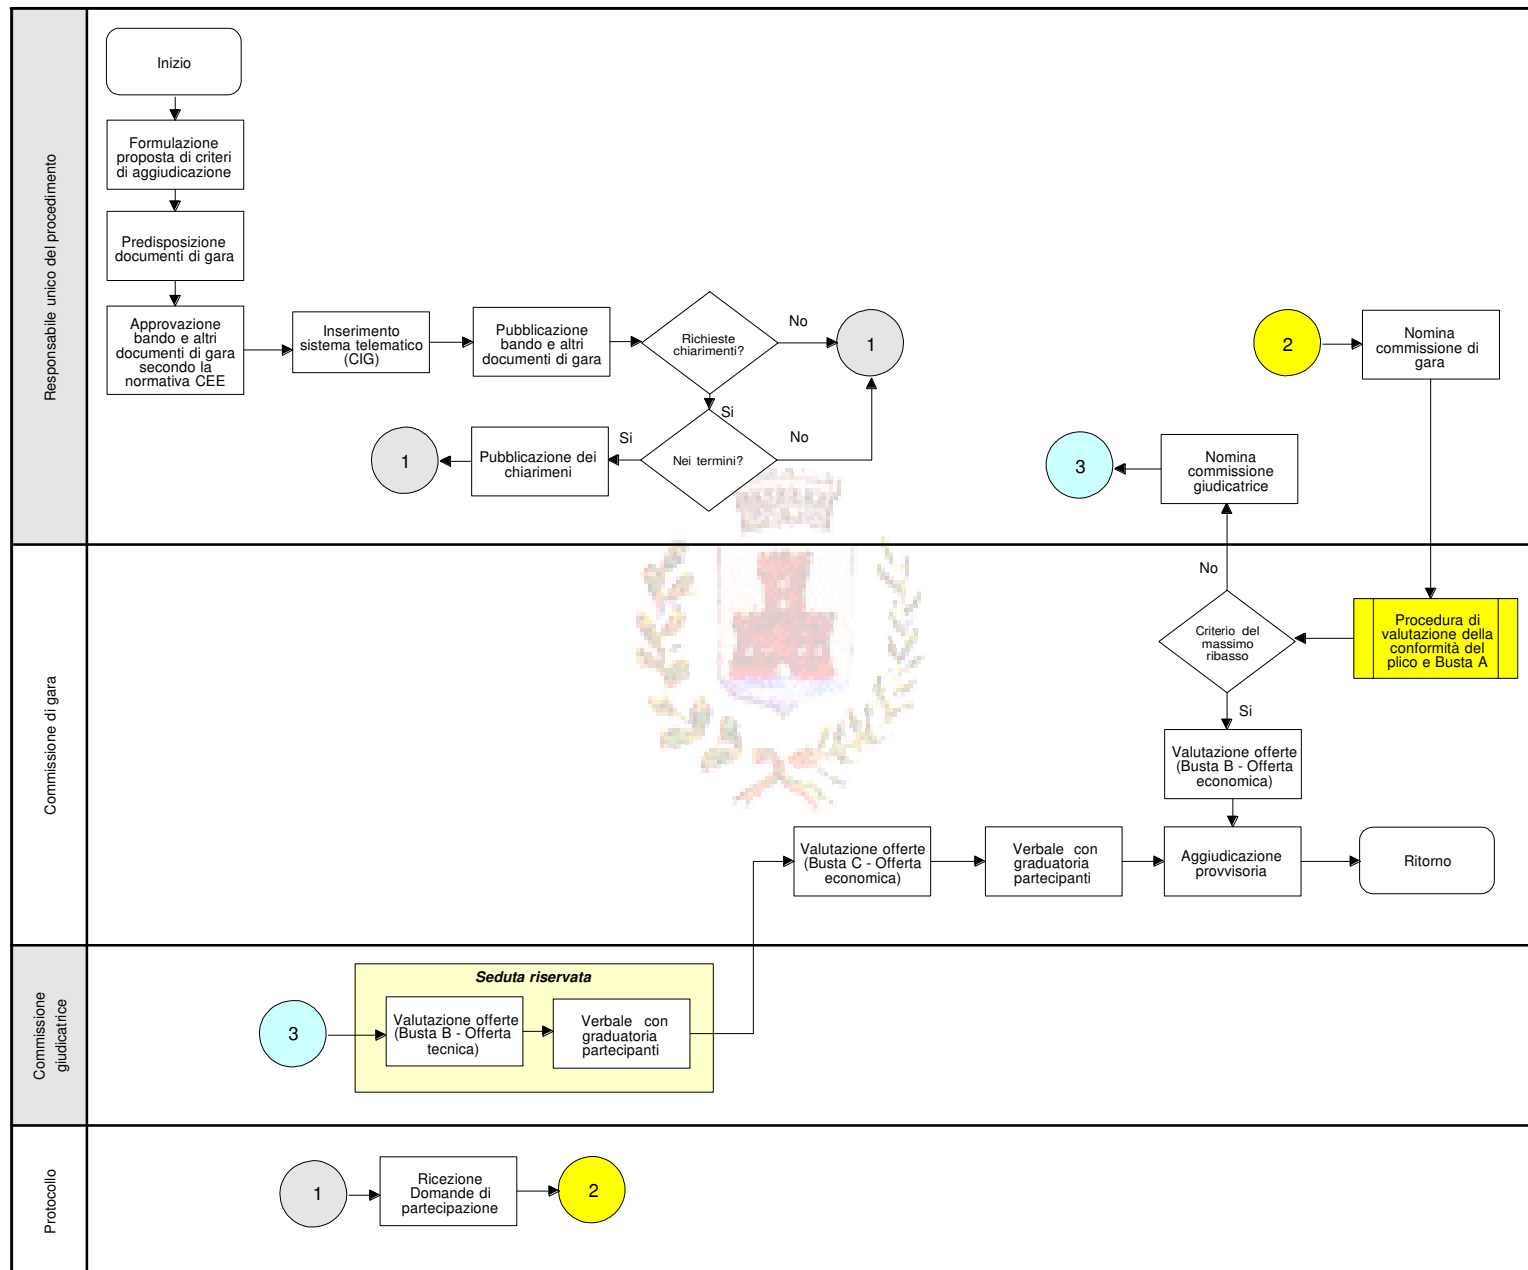 Responsabile unico del procedimento
Inizio
Formulazione
proposta di criteri
di aggiudicazione
Predisposizione
documenti di gara
Approvazione
bando e altri
documenti di gara
secondo la
normativa CEE
Inserimento
sistema telematico
(CIG)
Pubblicazione
bando e altri
documenti di gara
Richieste
chiarimenti?
No
1
Si
Nei termini?
No
Si
Pubblicazione dei
chiarimeni
1
2
Nomina
commissione di
gara
Nomina
commissione
giudicatrice
3
Commissione di gara
No
Criterio del
massimo
ribasso
Procedura di
valutazione della
conformità del
plico e Busta A
Si
Valutazione offerte
(Busta B - Offerta
economica)
Valutazione offerte
(Busta C - Offerta
economica)
Verbale con
graduatoria
partecipanti
Aggiudicazione
provvisoria
Ritorno
Commissione
giudicatrice
Seduta riservata
3
Valutazione offerte
(Busta B - Offerta
tecnica)
Verbale con
graduatoria
partecipanti
Protocollo
1
Ricezione
Domande di
partecipazione
2